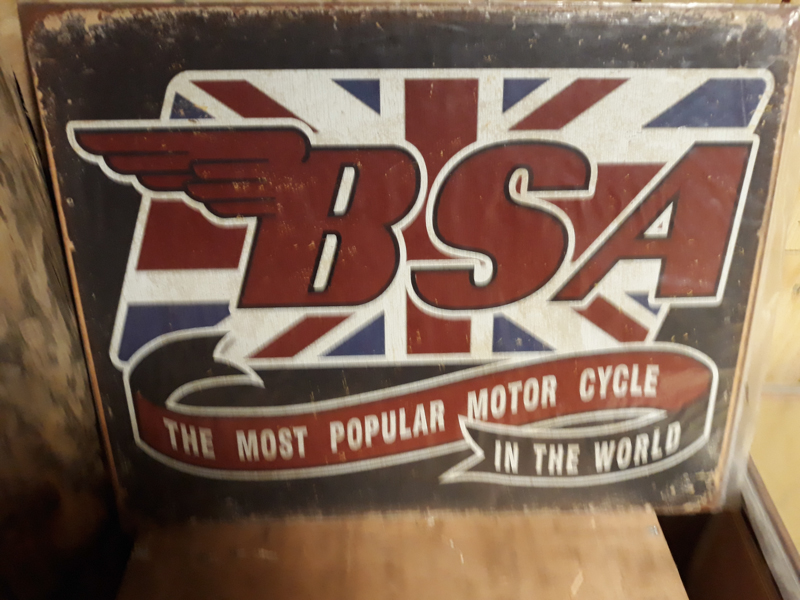 BSA
THE MOST POPULAR MOTOR CYCLE
IN THE WORLD